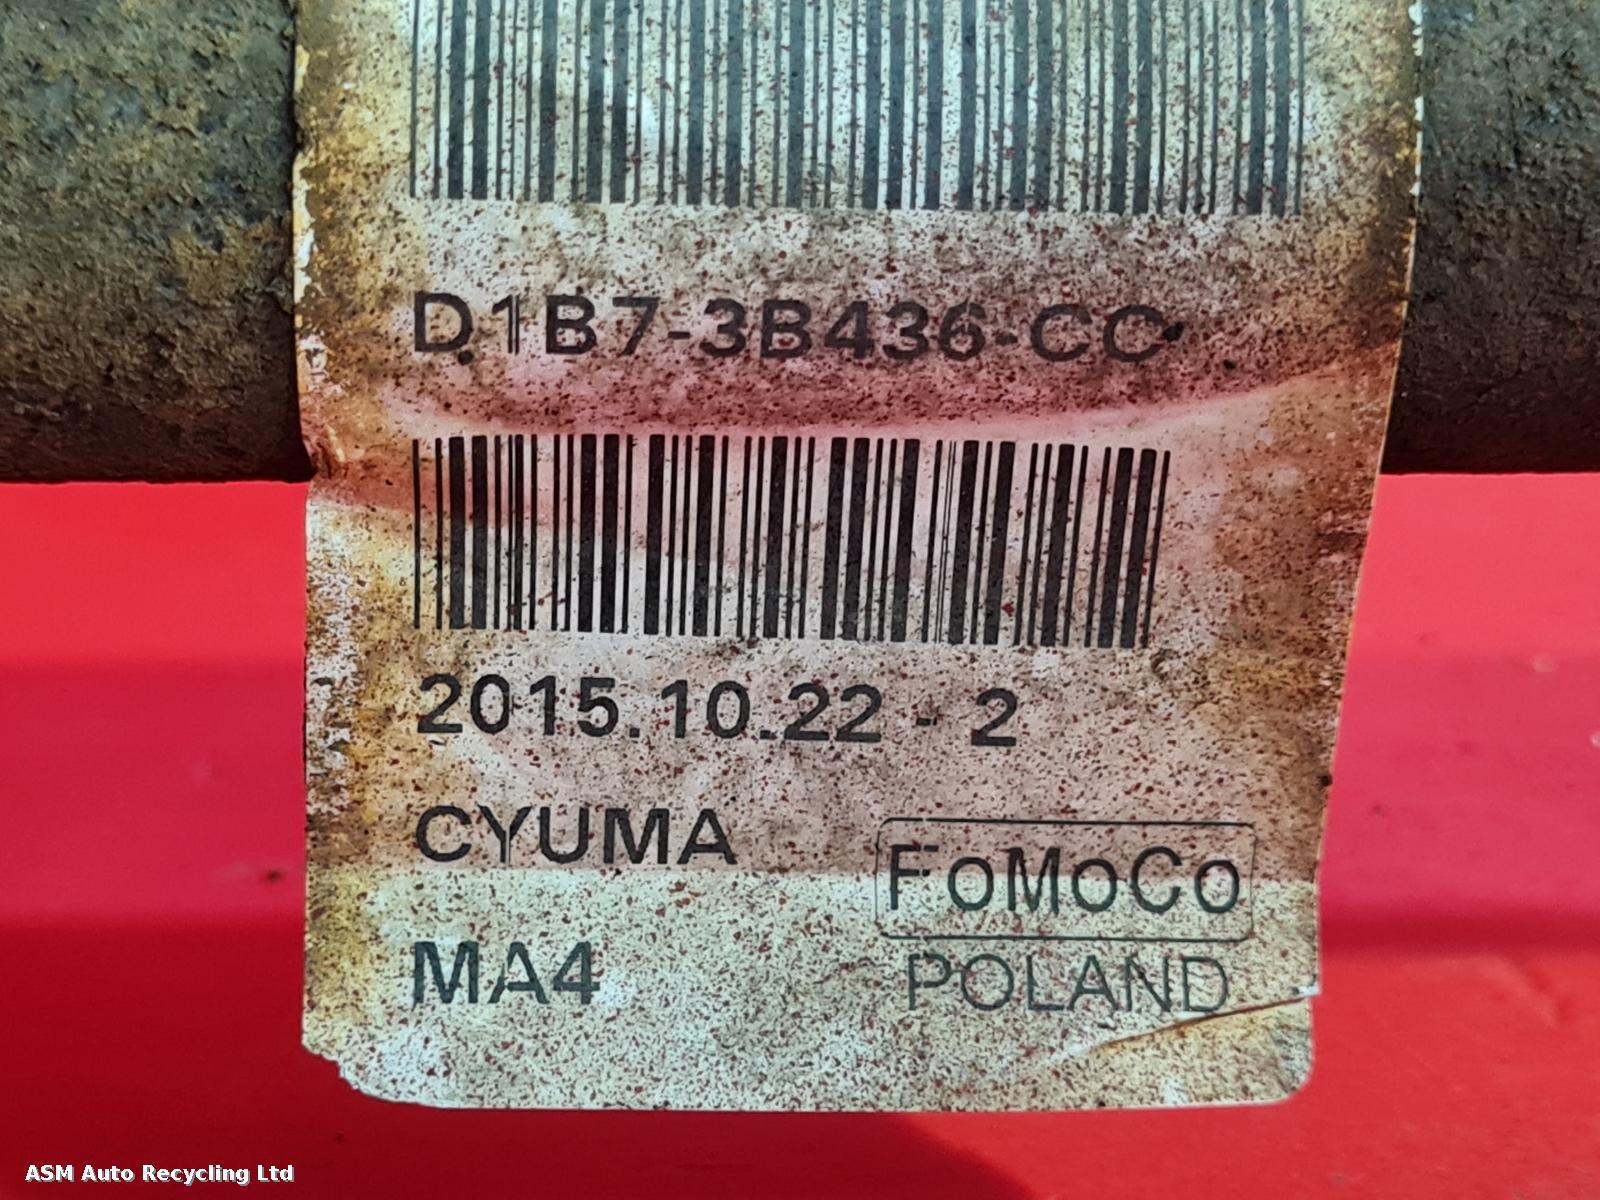 D1B7-3B436-CC
2015.10.22 - 2
CYUMA
FoMoCo
MA4
POLAND
ASM Auto Recycling Ltd